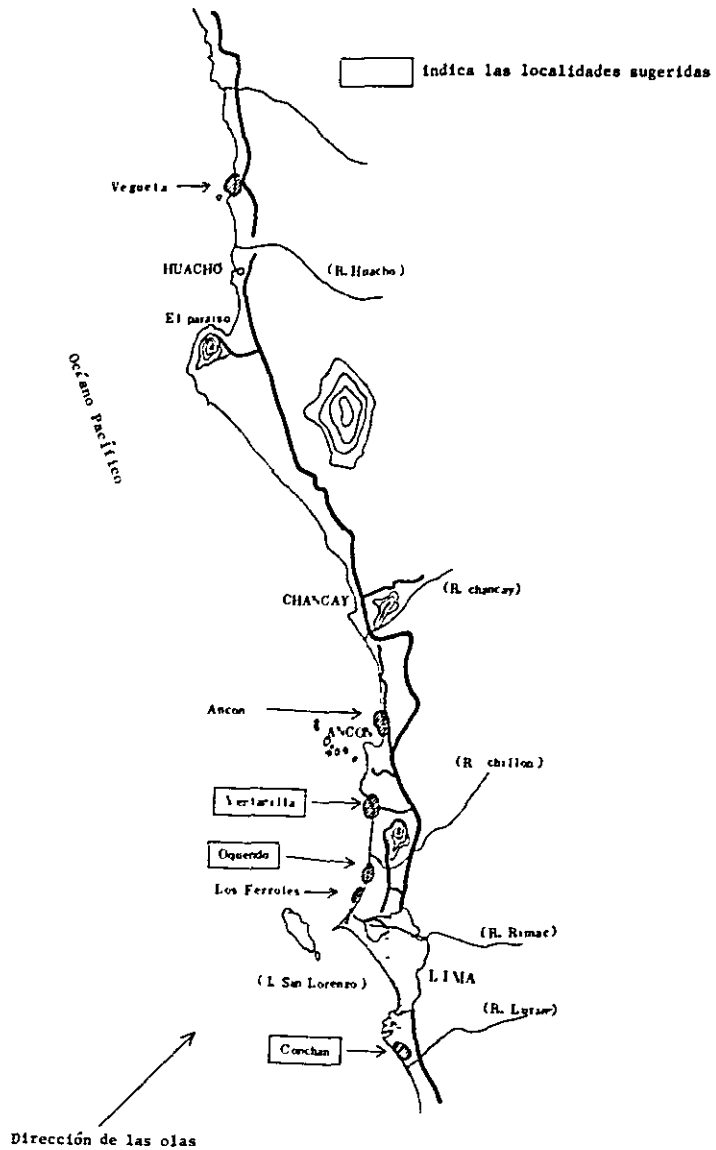 indica las localidades sugeridas
Vegueta
HUACHO
(R. Huacho)
El paraiso
Océano Pacífico
CHANCAY
(R. chancay)
Ancon
ANCON
(R chillon)
Ventanilla
Oquendo
Los Ferroles
(R. Rimac)
(I. San Lorenzo)
LIMA
(R. Lurin)
Conchan
Dirección de las olas